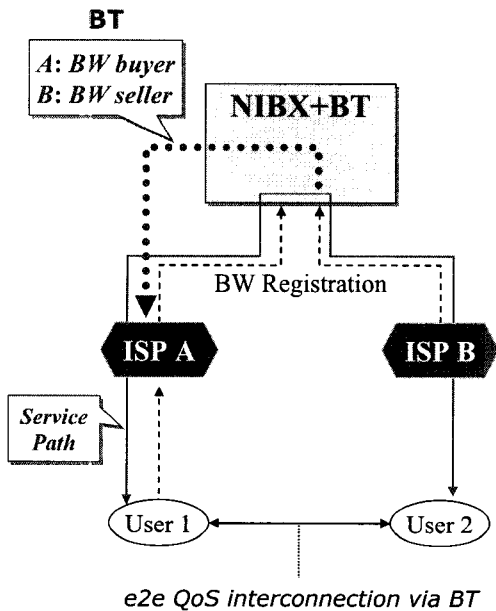 BT
A: BW buyer
B: BW seller
NIBX+BT
BW Registration
ISP A
ISP B
Service
Path
User 1
User 2
e2e QoS interconnection via BT